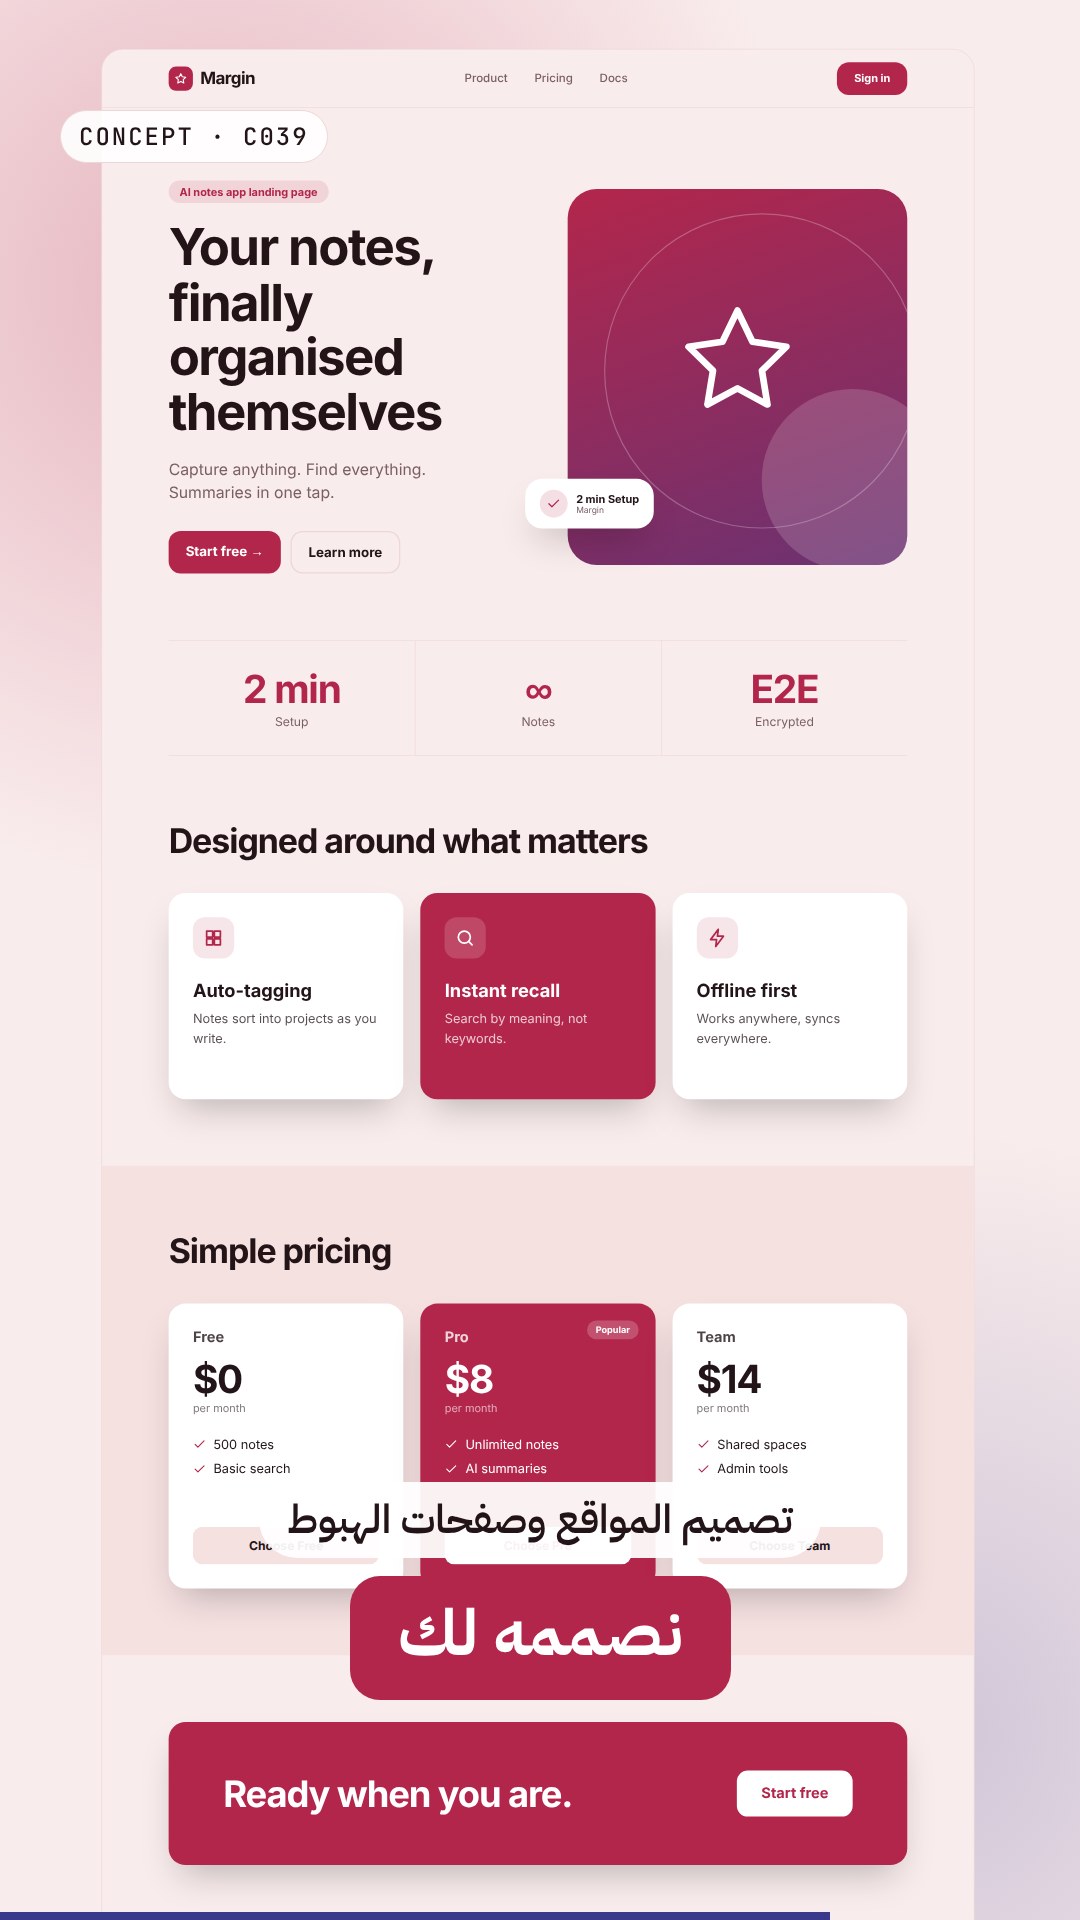 Margin
Product
Pricing
Docs
Sign in
CONCEPT · C039
AI notes app landing page
Your notes,
finally
organised
themselves
Capture anything. Find everything.
Summaries in one tap.
Start free →
Learn more
2 min Setup
Margin
2 min
Setup
∞
Notes
E2E
Encrypted
Designed around what matters
Auto-tagging
Notes sort into projects as you
write.
Instant recall
Search by meaning, not
keywords.
Offline first
Works anywhere, syncs
everywhere.
Simple pricing
Free
$0
per month
500 notes
Basic search
Choose Free
Pro
Popular
$8
per month
Unlimited notes
AI summaries
Team
$14
per month
Shared spaces
Admin tools
Choose Team
تصميم المواقع وصفحات الهبوط
نصممه لك
Ready when you are.
Start free